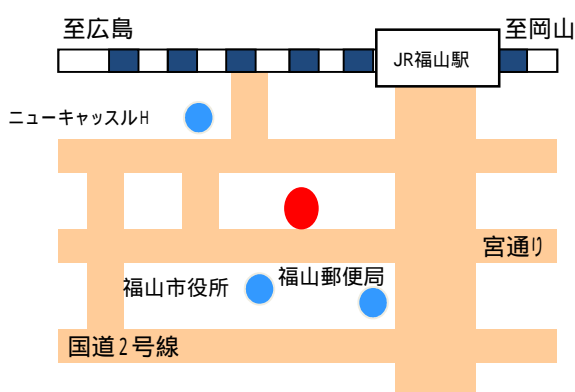 至広島
至岡山
JR福山駅
ニューキャッスルH
宮通り
福山郵便局
福山市役所
国道2号線